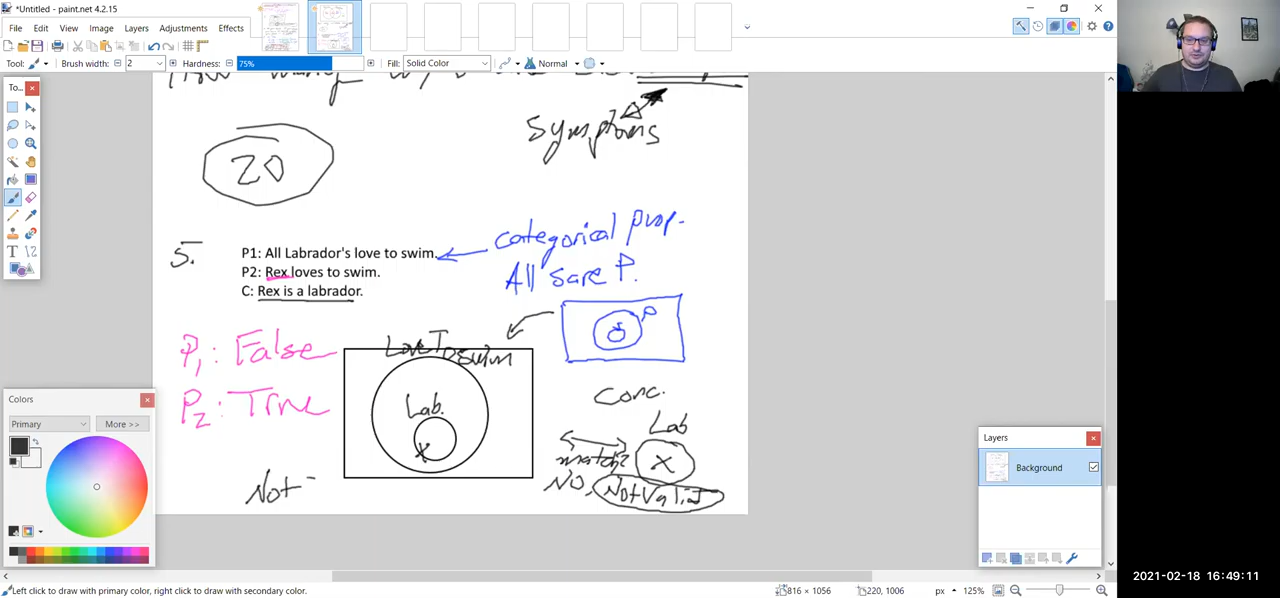 *Untitled - paint.net 4.2.15
File Edit View Image Layers Adjustments Effects
Tool: Brush width: 2 Hardness: 75% Fill: Solid Color Normal
To...
Symptoms
20
5.
P1: All Labrador's love to swim.
P2: Rex loves to swim.
C: Rex is a labrador.
categorical prop.
All S are P.
P
S
P1: False
P2: True
Love To swim
Lab.
x
Conc.
Lab
x
match?
No, Not Valid
Not
Colors
Primary More >>
Layers
Background
Left click to draw with primary color, right click to draw with secondary color.
816 × 1056 220, 1006 px 125%
2021-02-18 16:49:11